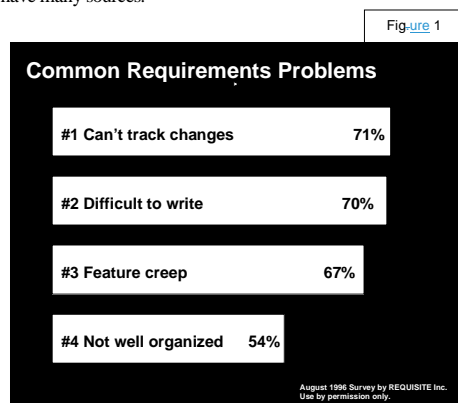 have many sources.
Fig.ure 1
Common Requirements Problems
#1 Can't track changes 71%
#2 Difficult to write 70%
#3 Feature creep 67%
#4 Not well organized 54%
August 1996 Survey by REQUISITE Inc.
Use by permission only.